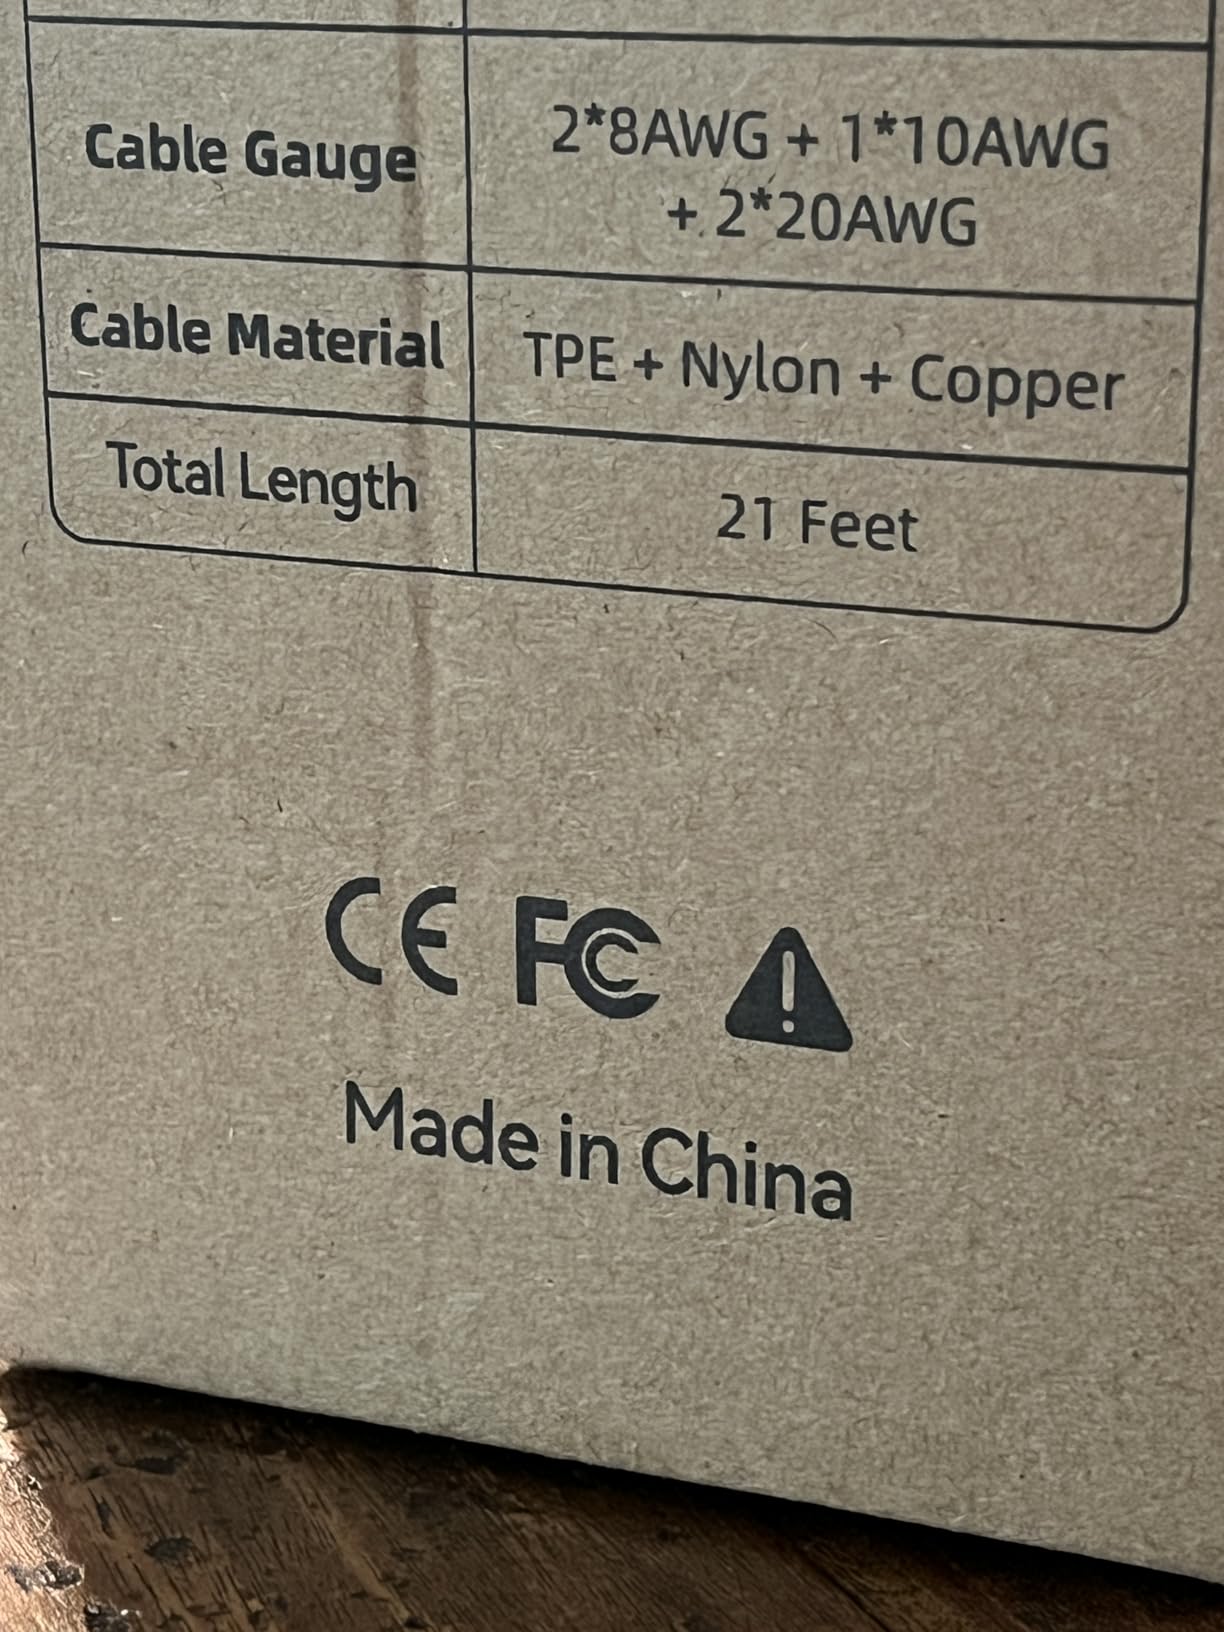 Cable Gauge
2*8AWG + 1*10AWG
+ 2*20AWG
Cable Material
TPE + Nylon + Copper
Total Length
21 Feet
CE FC
Made in China